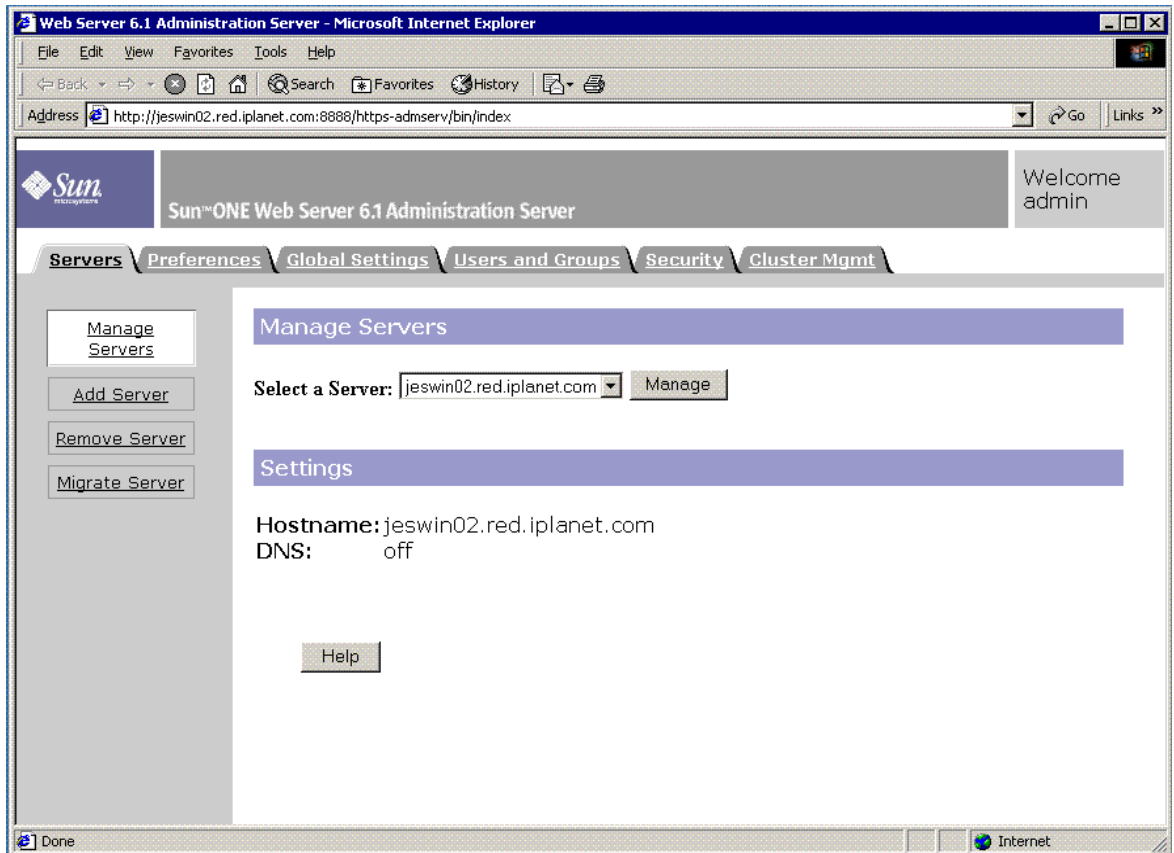 Web Server 6.1 Administration Server - Microsoft Internet Explorer
File Edit View Favorites Tools Help
Back Search Favorites History
Address http://jeswin02.red.iplanet.com:8888/https-admserv/bin/index Go Links »
Sun
microsystems
Sun™ONE Web Server 6.1 Administration Server
Welcome
admin
Servers Preferences Global Settings Users and Groups Security Cluster Mgmt
Manage
Servers
Add Server
Remove Server
Migrate Server
Manage Servers
Select a Server: jeswin02.red.iplanet.com Manage
Settings
Hostname: jeswin02.red.iplanet.com
DNS: off
Help
Done Internet